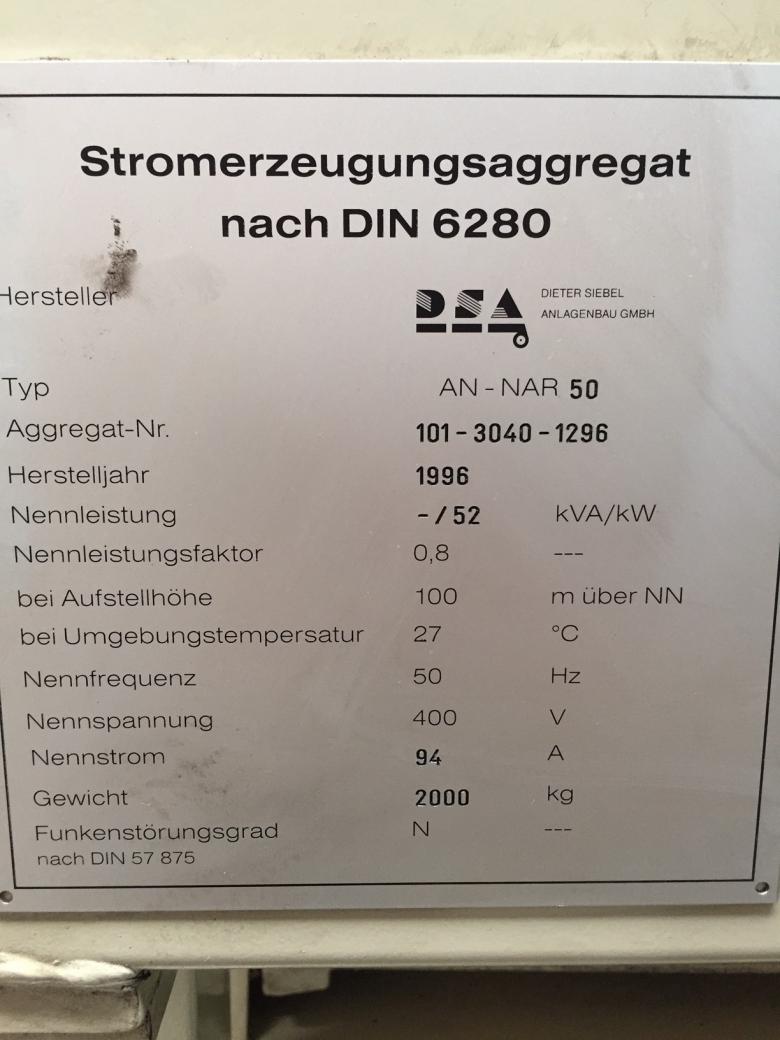 Stromerzeugungsaggregat
nach DIN 6280
Hersteller DSA DIETER SIEBEL
ANLAGENBAU GMBH
Typ AN - NAR 50
Aggregat-Nr. 101 - 3040 - 1296
Herstelljahr 1996
Nennleistung - / 52 kVA/kW
Nennleistungsfaktor 0,8 ---
bei Aufstellhöhe 100 m über NN
bei Umgebungstempersatur 27 °C
Nennfrequenz 50 Hz
Nennspannung 400 V
Nennstrom 94 A
Gewicht 2000 kg
Funkenstörungsgrad N ---
nach DIN 57 875